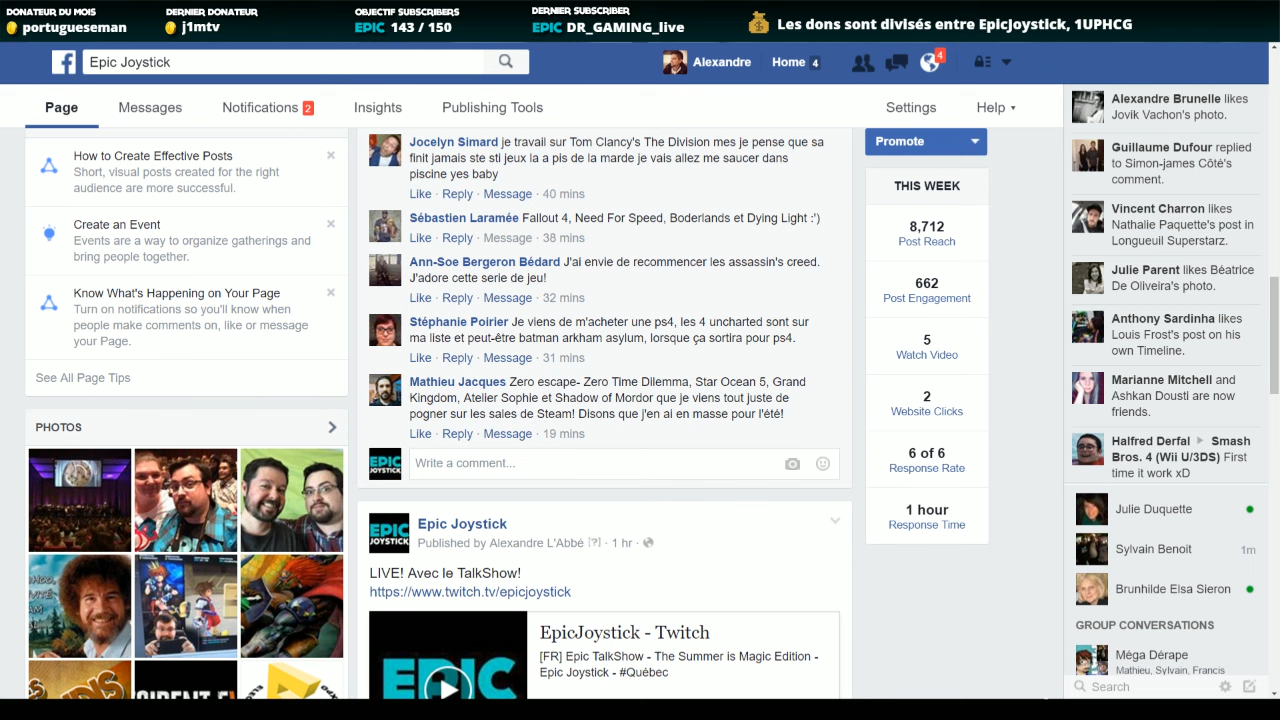 DONATEUR DU MOIS
portugueseman
DERNIER DONATEUR
j1mtv
OBJECTIF SUBSCRIBERS
EPIC 143 / 150
DERNIER SUBSCRIBER
EPIC DR_GAMING_live
Les dons sont divisés entre EpicJoystick, 1UPHCG
f
Epic Joystick
Alexandre
Home 4
4
Page
Messages
Notifications 2
Insights
Publishing Tools
Settings
Help
How to Create Effective Posts
Short, visual posts created for the right
audience are more successful.
Create an Event
Events are a way to organize gatherings and
bring people together.
Know What's Happening on Your Page
Turn on notifications so you'll know when
people make comments on, like or message
your Page.
See All Page Tips
PHOTOS
Jocelyn Simard je travail sur Tom Clancy's The Division mes je pense que sa
finit jamais ste sti jeux la a pis de la marde je vais allez me saucer dans
piscine yes baby
Like · Reply · Message · 40 mins
Sébastien Laramée Fallout 4, Need For Speed, Boderlands et Dying Light :')
Like · Reply · Message · 38 mins
Ann-Soe Bergeron Bédard J'ai envie de recommencer les assassin's creed.
J'adore cette serie de jeu!
Like · Reply · Message · 32 mins
Stéphanie Poirier Je viens de m'acheter une ps4, les 4 uncharted sont sur
ma liste et peut-être batman arkham asylum, lorsque ça sortira pour ps4.
Like · Reply · Message · 31 mins
Mathieu Jacques Zero escape- Zero Time Dilemma, Star Ocean 5, Grand
Kingdom, Atelier Sophie et Shadow of Mordor que je viens tout juste de
pogner sur les sales de Steam! Disons que j'en ai en masse pour l'été!
Like · Reply · Message · 19 mins
EPIC
JOYSTICK
Write a comment...
EPIC
JOYSTICK
Epic Joystick
Published by Alexandre L'Abbé [?] · 1 hr ·
LIVE! Avec le TalkShow!
https://www.twitch.tv/epicjoystick
EPIC
EpicJoystick - Twitch
[FR] Epic TalkShow - The Summer is Magic Edition -
Epic Joystick - #Québec
Promote
THIS WEEK
8,712
Post Reach
662
Post Engagement
5
Watch Video
2
Website Clicks
6 of 6
Response Rate
1 hour
Response Time
Alexandre Brunelle likes
Jovik Vachon's photo.
Guillaume Dufour replied
to Simon-james Côté's
comment.
Vincent Charron likes
Nathalie Paquette's post in
Longueuil Superstarz.
Julie Parent likes Béatrice
De Oliveira's photo.
Anthony Sardinha likes
Louis Frost's post on his
own Timeline.
Marianne Mitchell and
Ashkan Dousti are now
friends.
Halfred Derfal Smash
Bros. 4 (Wii U/3DS) First
time it work xD
Julie Duquette
Sylvain Benoit 1m
Brunhilde Elsa Sieron
GROUP CONVERSATIONS
Méga Dérape
Mathieu, Sylvain, Francis
Search